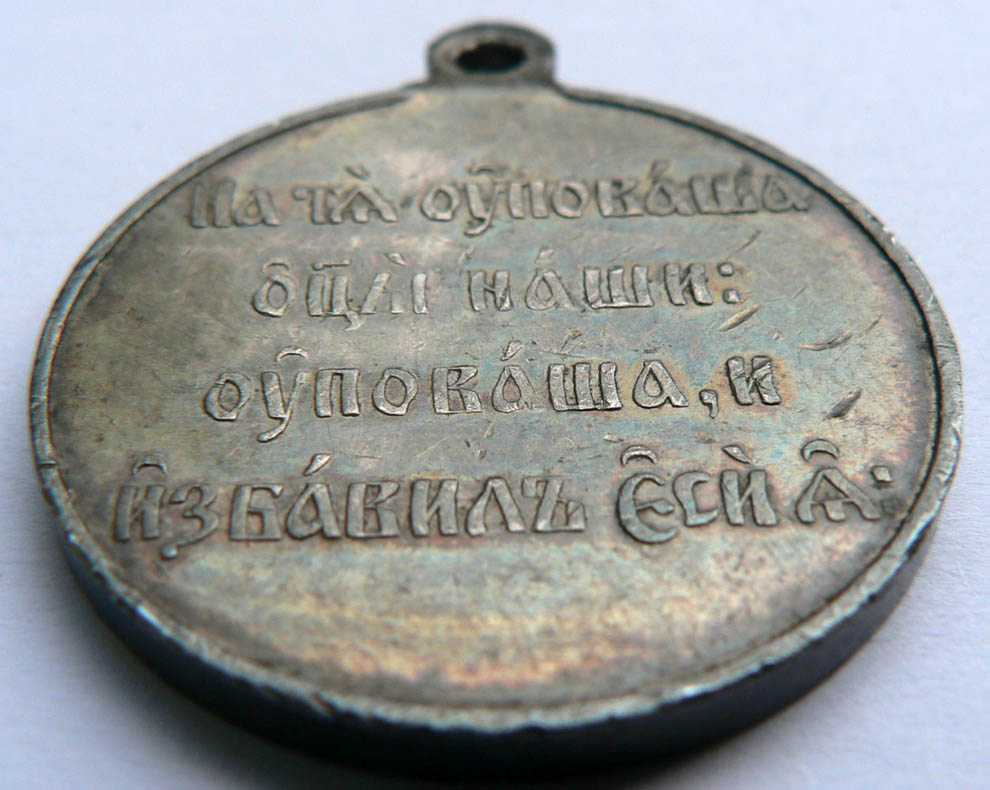 На тѧ̀ ᲂу҆пова́ша
ѻ҆тцы̀ на́ши:
ᲂу҆пова́ша, и
и҆зба́вилъ є҆сѝ ѧ҆: